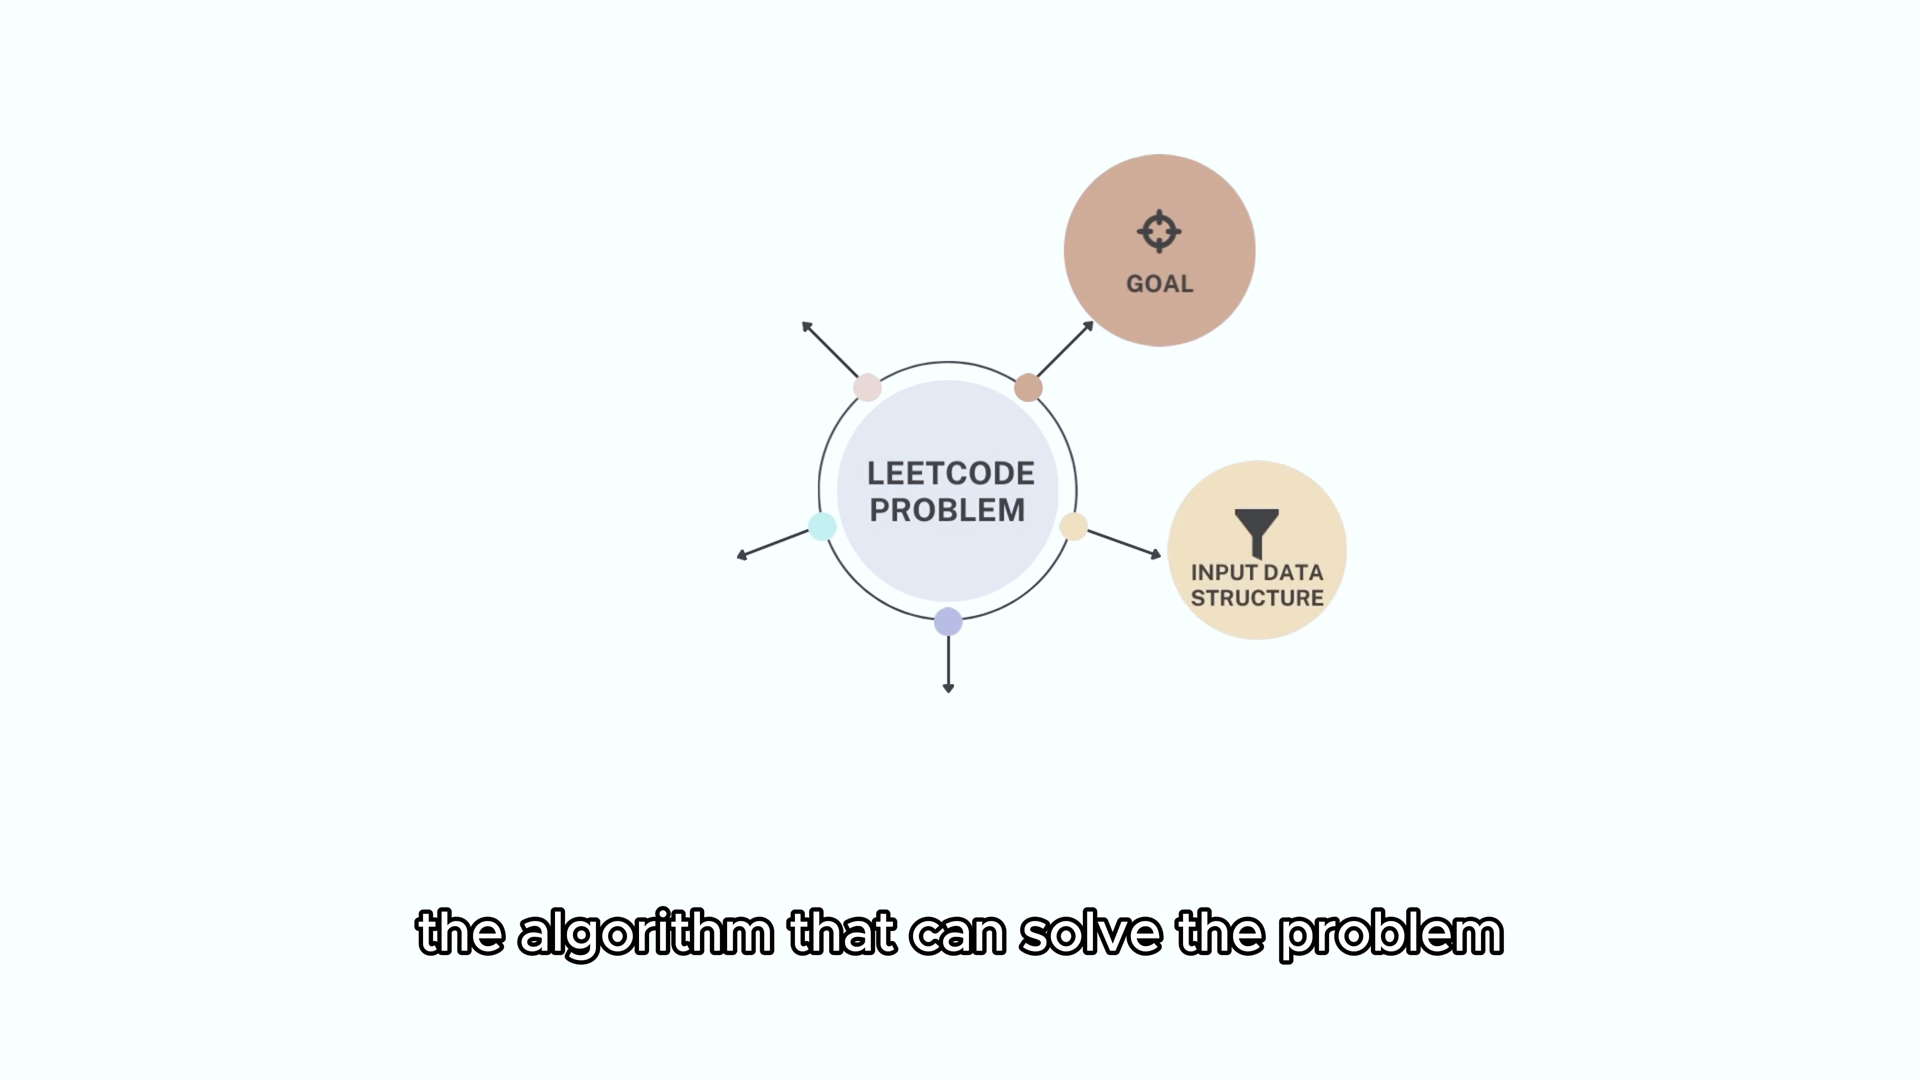 GOAL
LEETCODE
PROBLEM
INPUT DATA
STRUCTURE
the algorithm that can solve the problem